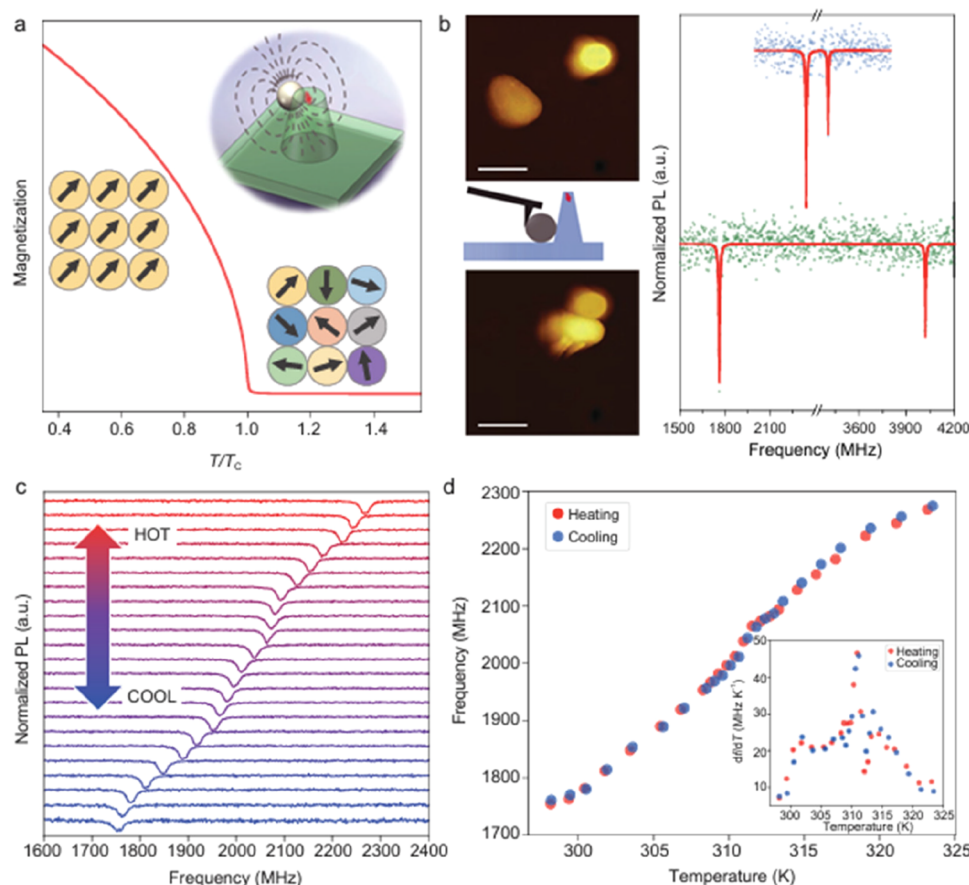 a
Magnetization
0.4 0.6 0.8 1.0 1.2 1.4
T/Tc
b
Normalized PL (a.u.)
1500 2100 3600 4200
Frequency (MHz)
c
HOT
COOL
Normalized PL (a.u.)
1600 1700 1800 1900 2000 2100 2200 2300 2400
Frequency (MHz)
d
Heating
Cooling
Frequency (MHz)
2300
2200
2100
2000
1900
1800
1700
300 305 310 315 320 325
Temperature (K)
Heating
Cooling
df/dT (MHz K⁻¹)
50
40
30
20
10
300 305 310 315 320 325
Temperature (K)